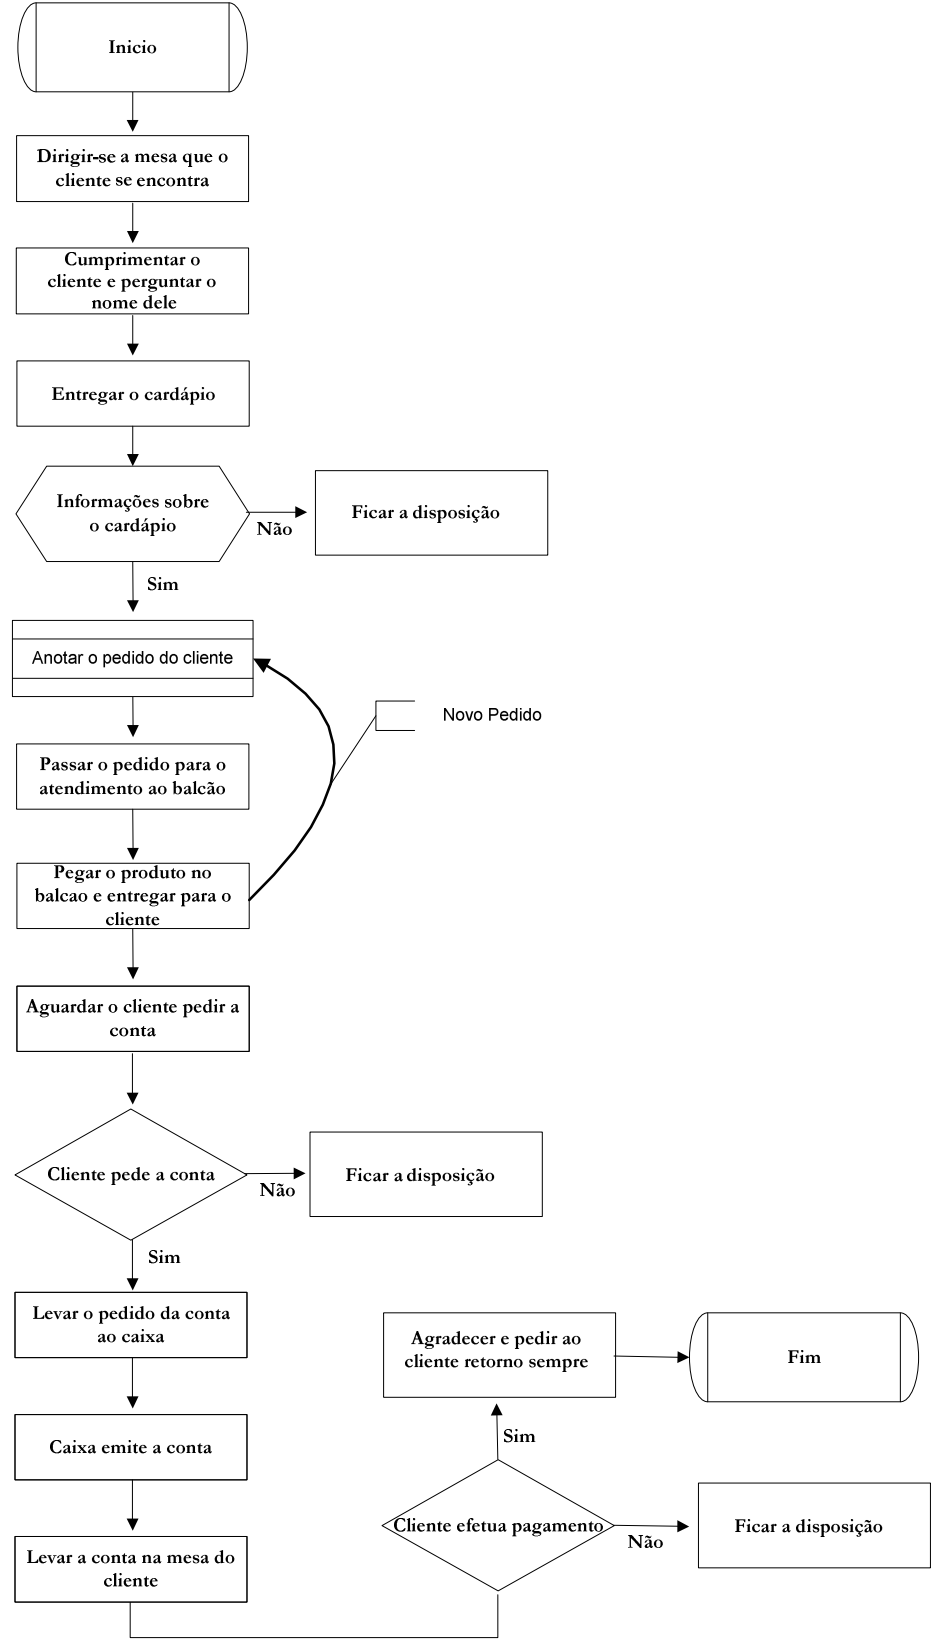 Inicio
Dirigir-se a mesa que o
cliente se encontra
Cumprimentar o
cliente e perguntar o
nome dele
Entregar o cardápio
Informações sobre
o cardápio
Não
Ficar a disposição
Sim
Anotar o pedido do cliente
Novo Pedido
Passar o pedido para o
atendimento ao balcão
Pegar o produto no
balcao e entregar para o
cliente
Aguardar o cliente pedir a
conta
Cliente pede a conta
Não
Ficar a disposição
Sim
Levar o pedido da conta
ao caixa
Caixa emite a conta
Levar a conta na mesa do
cliente
Cliente efetua pagamento
Não
Ficar a disposição
Sim
Agradecer e pedir ao
cliente retorno sempre
Fim